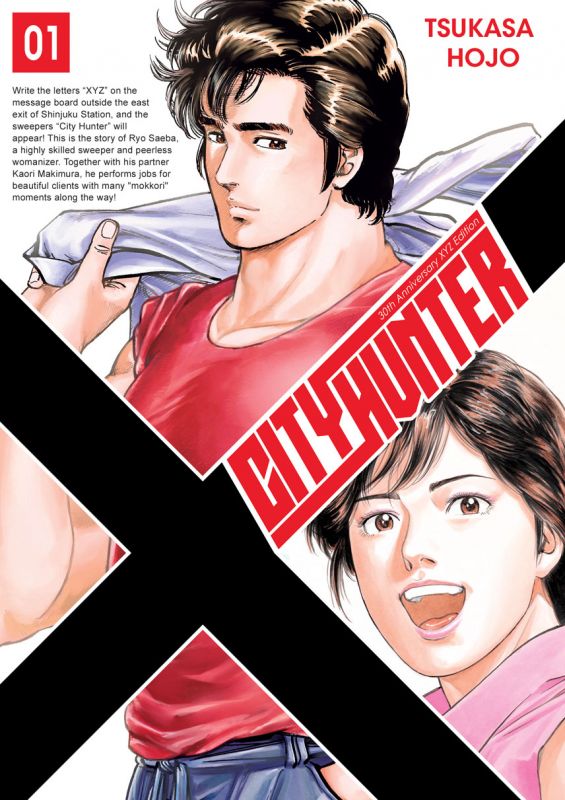 01
TSUKASA
HOJO
Write the letters “XYZ” on the
message board outside the east
exit of Shinjuku Station, and the
sweepers “City Hunter” will
appear! This is the story of Ryo Saeba,
a highly skilled sweeper and peerless
womanizer. Together with his partner
Kaori Makimura, he performs jobs for
beautiful clients with many "mokkori"
moments along the way!
30th Anniversary XYZ Edition
CITY HUNTER